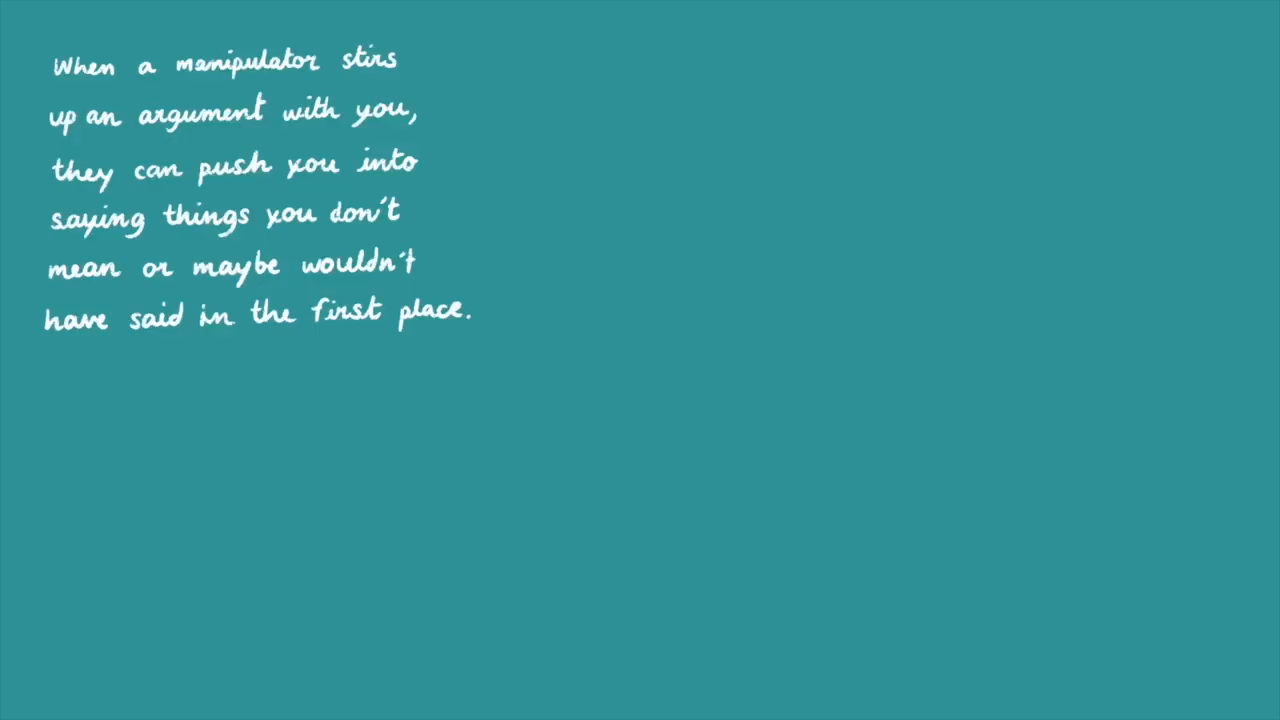 When a manipulator stirs
up an argument with you,
they can push you into
saying things you don't
mean or maybe wouldn't
have said in the first place.